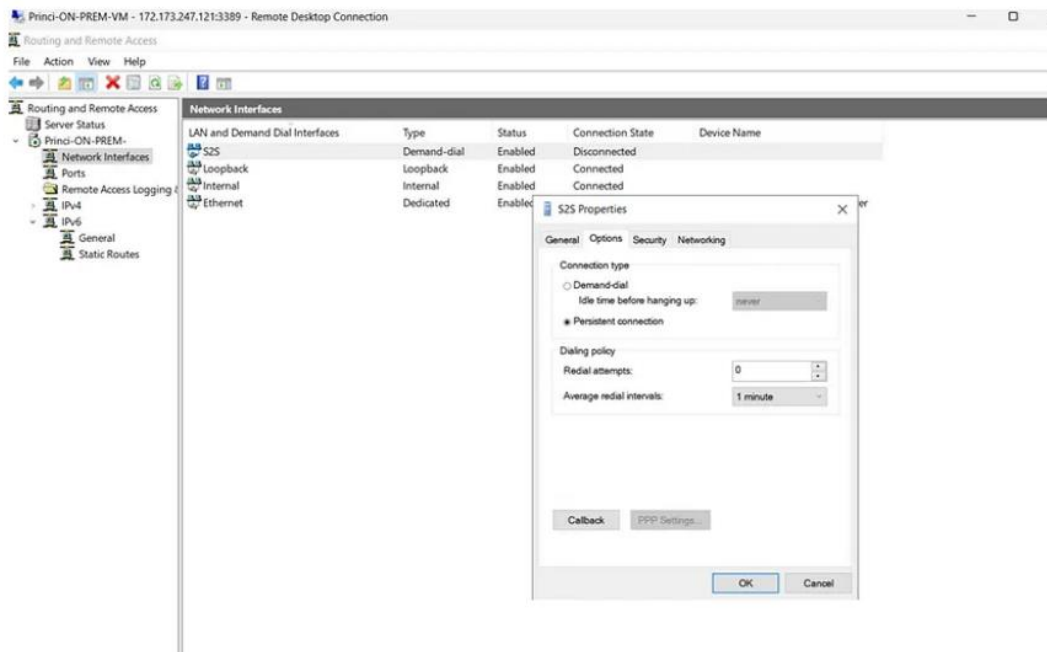 Princi-ON-PREM-VM - 172.173.247.121:3389 - Remote Desktop Connection
Routing and Remote Access
File Action View Help
Routing and Remote Access
Server Status
Princi-ON-PREM-
Network Interfaces
Ports
Remote Access Logging &
IPv4
IPv6
General
Static Routes
Network Interfaces
LAN and Demand Dial Interfaces Type Status Connection State Device Name
S2S Demand-dial Enabled Disconnected
Loopback Loopback Enabled Connected
Internal Internal Enabled Connected
Ethernet Dedicated Enabled er
S2S Properties
General Options Security Networking
Connection type
Demand-dial
Idle time before hanging up: never
Persistent connection
Dialing policy
Redial attempts: 0
Average redial intervals: 1 minute
Callback PPP Settings...
OK Cancel